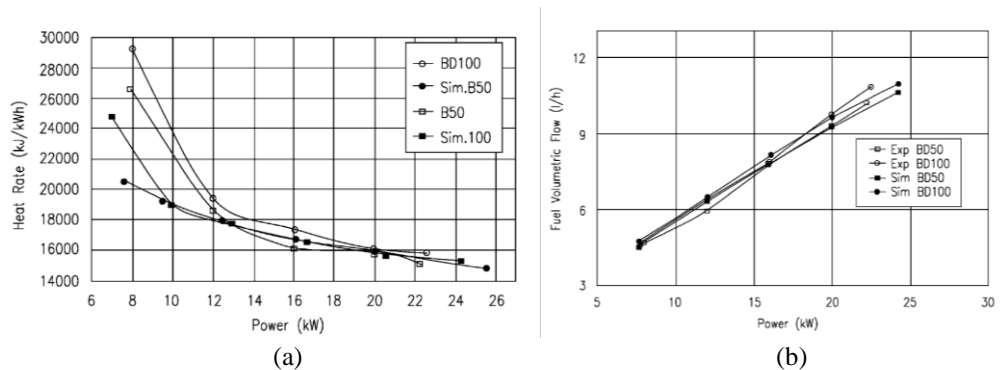 30000
28000
26000
24000
22000
20000
18000
16000
14000
Heat Rate (kJ/kWh)
BD100
Sim.B50
B50
Sim.100
6 8 10 12 14 16 18 20 22 24 26
Power (kW)
(a)
12
9
6
3
Fuel Volumetric Flow (l/h)
Exp BD50
Exp BD100
Sim BD50
Sim BD100
5 10 15 20 25 30
Power (kW)
(b)